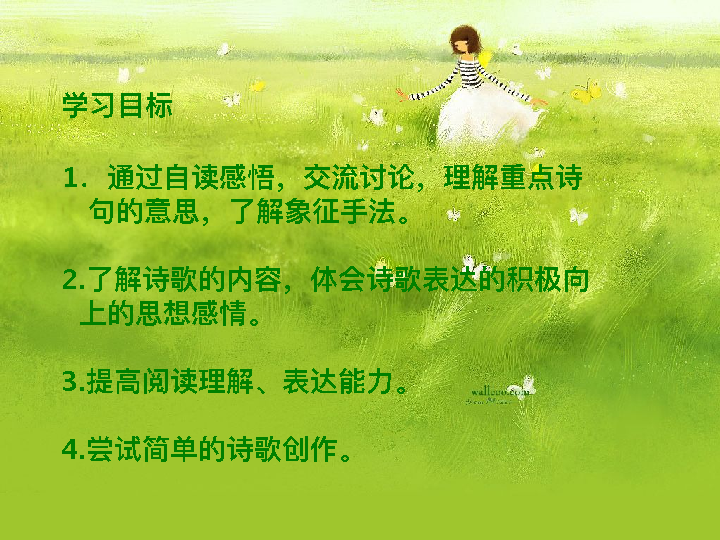 学习目标
1. 通过自读感悟，交流讨论，理解重点诗
句的意思，了解象征手法。
2.了解诗歌的内容，体会诗歌表达的积极向
上的思想感情。
3.提高阅读理解、表达能力。
walleoo.com
4.尝试简单的诗歌创作。